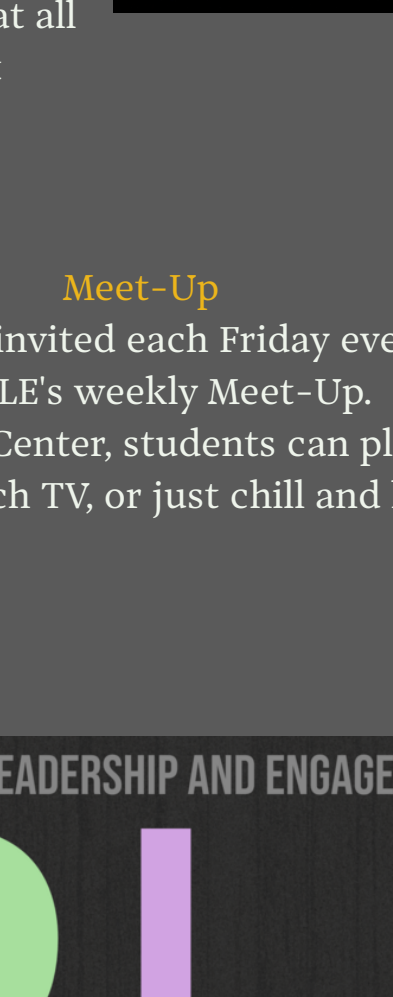 at all
Meet-Up
invited each Friday eve
LE's weekly Meet-Up.
Center, students can pl
ch TV, or just chill and
EADERSHIP AND ENGAGE